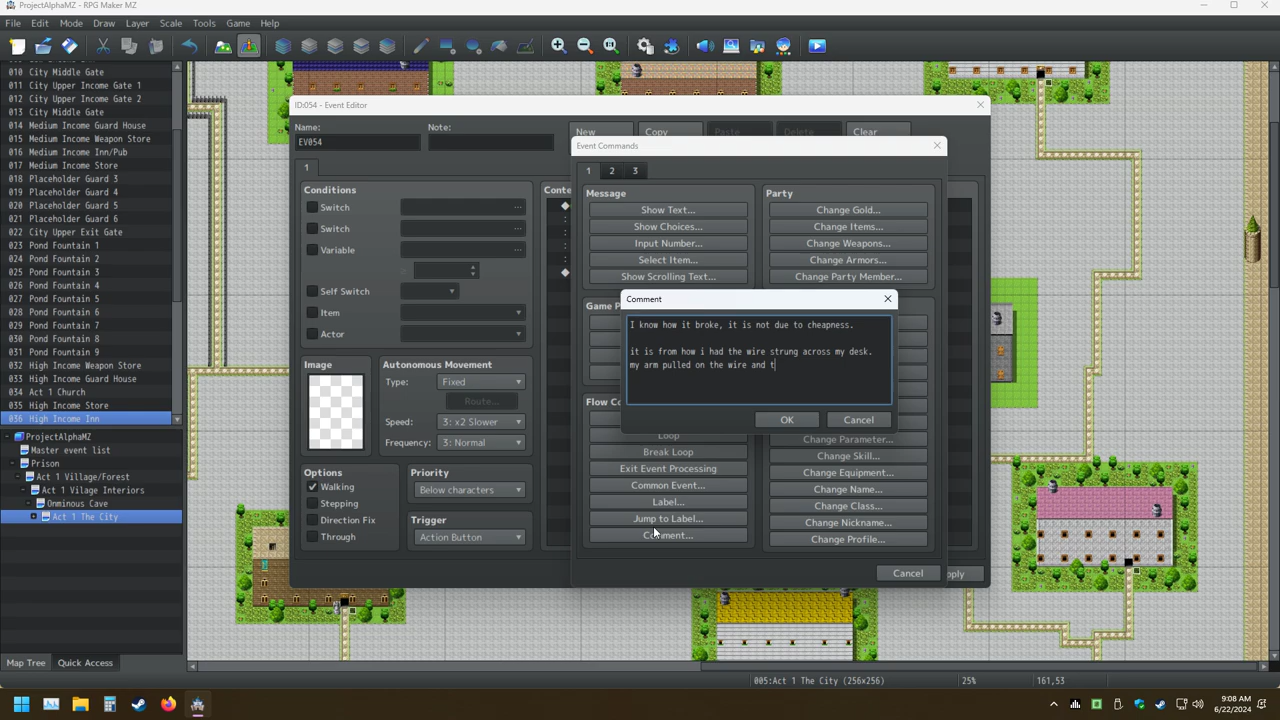 ProjectAlphaMZ - RPG Maker MZ
File Edit Mode Draw Layer Scale Tools Game Help
010 City Middle Gate
011 City Upper Income Gate 1
012 City Upper Income Gate 2
013 City Middle Gate
014 Medium Income Guard House
015 Medium Income Weapon Store
016 Medium Income Inn/Pub
017 Medium Income Store
018 Placeholder Guard 3
019 Placeholder Guard 4
020 Placeholder Guard 5
021 Placeholder Guard 6
022 City Upper Exit Gate
023 Pond Fountain 1
024 Pond Fountain 2
025 Pond Fountain 3
026 Pond Fountain 4
027 Pond Fountain 5
028 Pond Fountain 6
029 Pond Fountain 7
030 Pond Fountain 8
031 Pond Fountain 9
032 High Income Weapon Store
033 High Income Guard House
034 Act 1 Church
035 High Income Store
036 High Income Inn
ProjectAlphaMZ
Master event list
Prison
Act 1 Village/Forest
Act 1 Vilage Interiors
Onminous Cave
Act 1 The City
Map Tree Quick Access
ID:054 - Event Editor
Name:
EV054
Note:
New
Copy
Paste
Delete
Clear
1
Conditions
Switch
Switch
Variable
Self Switch
Item
Actor
Image
Autonomous Movement
Type: Fixed
Route...
Speed: 3: x2 Slower
Frequency: 3: Normal
Options
Walking
Stepping
Direction Fix
Through
Priority
Below characters
Trigger
Action Button
Event Commands
1 2 3
Message
Show Text...
Show Choices...
Input Number...
Select Item...
Show Scrolling Text...
Party
Change Gold...
Change Items...
Change Weapons...
Change Armors...
Change Party Member...
Comment
I know how it broke, it is not due to cheapness.
it is from how i had the wire strung across my desk.
my arm pulled on the wire and t
OK
Cancel
Loop
Break Loop
Exit Event Processing
Common Event...
Label...
Jump to Label...
Comment...
Change Parameter...
Change Skill...
Change Equipment...
Change Name...
Change Class...
Change Nickname...
Change Profile...
Cancel
005:Act 1 The City (256x256)
25%
161,53
9:08 AM
6/22/2024